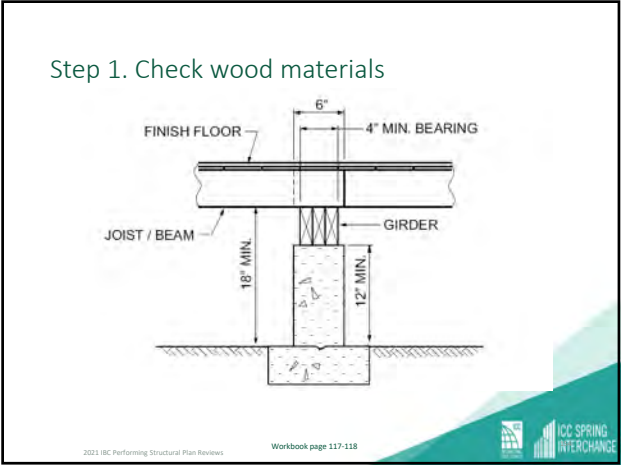 Step 1. Check wood materials
6"
FINISH FLOOR
4" MIN. BEARING
JOIST / BEAM
GIRDER
18" MIN.
12" MIN.
2021 IBC Performing Structural Plan Reviews
Workbook page 117-118
ICC
ICC SPRING
INTERCHANGE